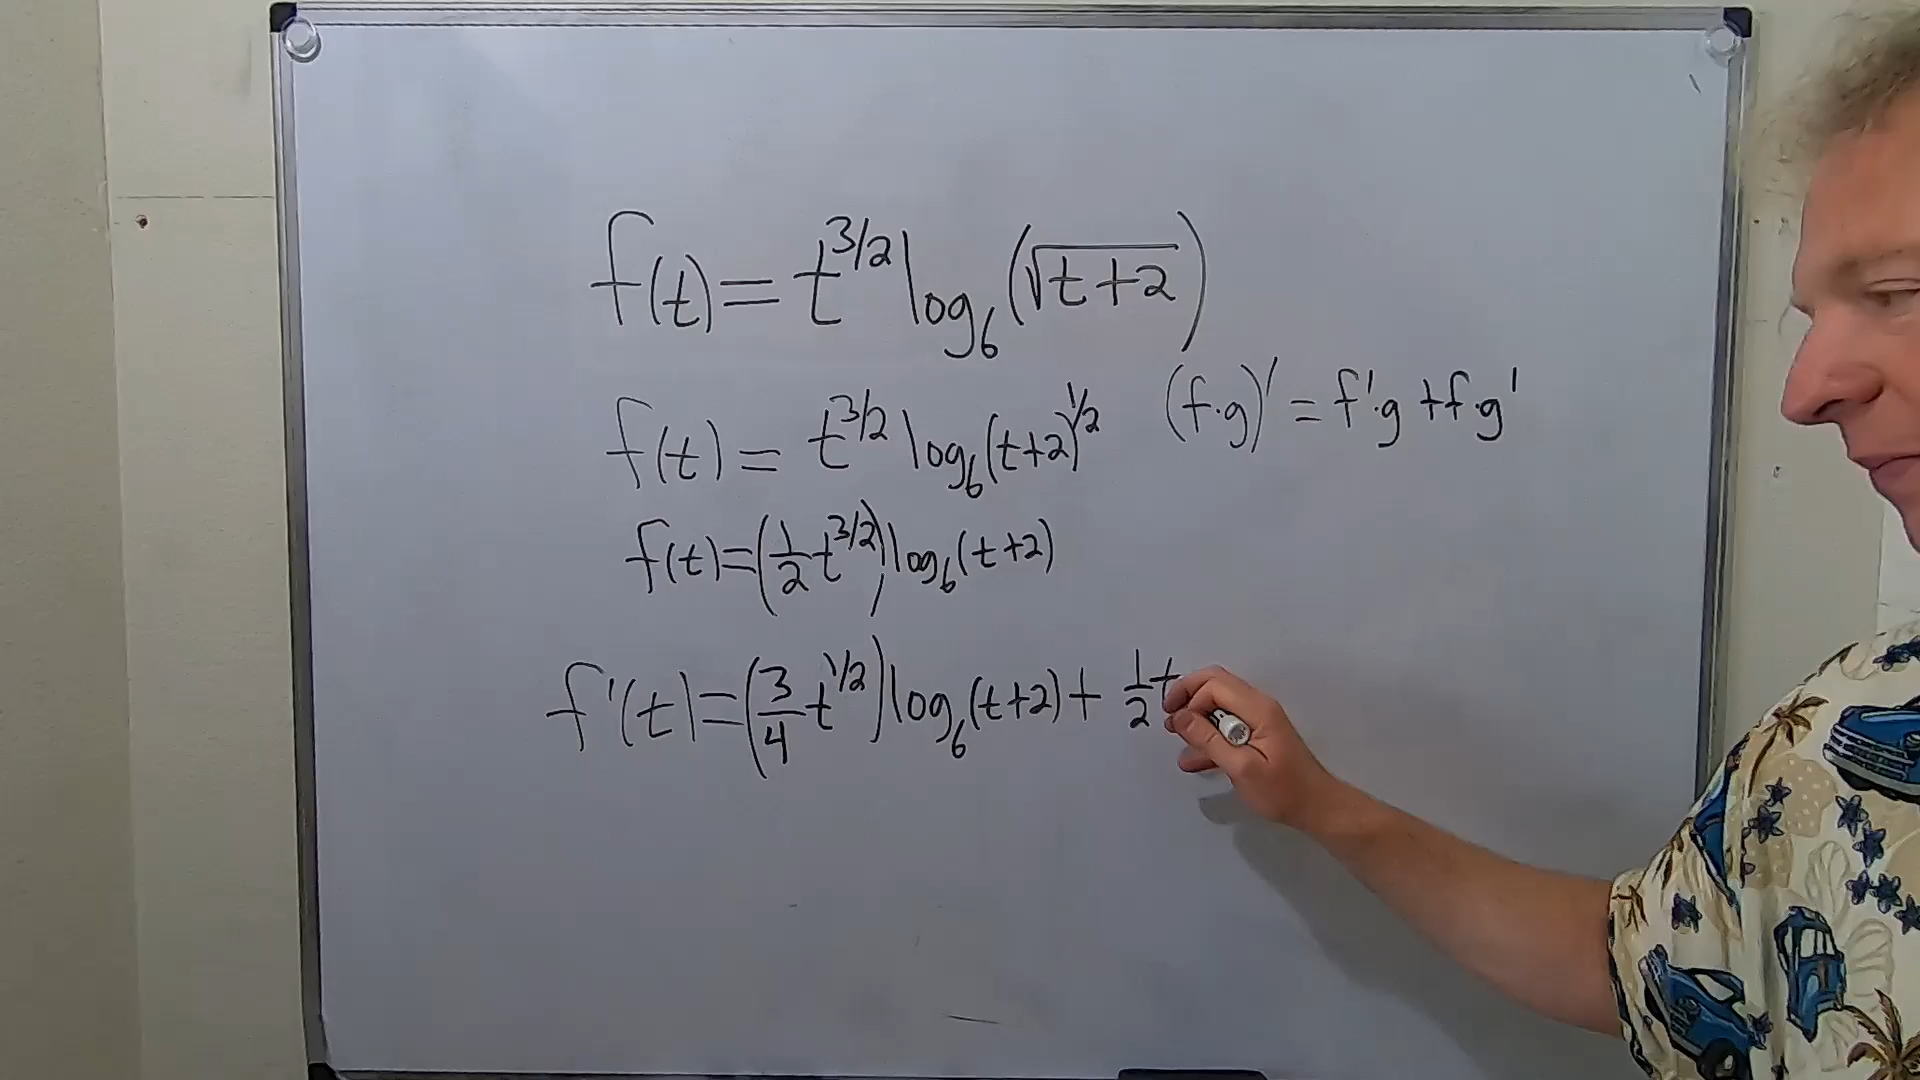 f(t) = t^{3/2} log_6(√(t+2))
f(t) = t^{3/2} log_6(t+2)^{1/2}
(f·g)' = f'·g + f·g'
f(t) = (1/2 t^{3/2}) log_6(t+2)
f'(t) = (3/4 t^{1/2}) log_6(t+2) + 1/2 t